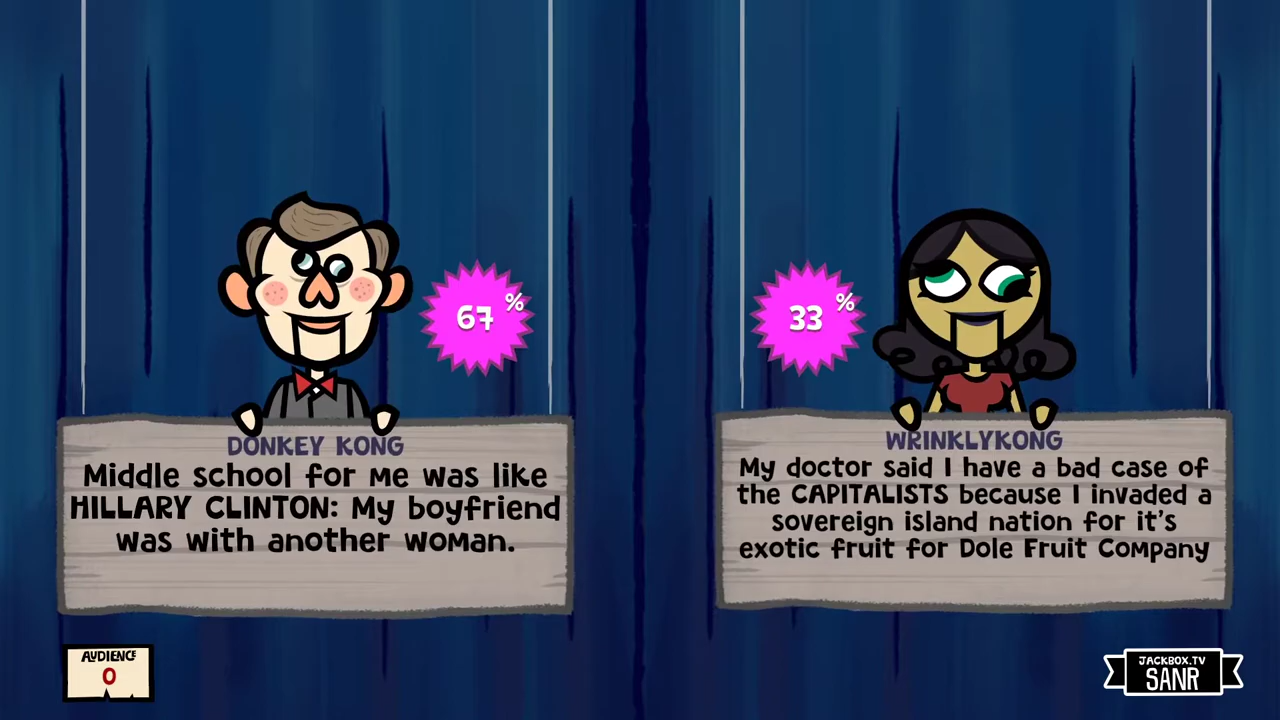 67%
33%
DONKEY KONG
Middle school for me was like
HILLARY CLINTON: My boyfriend
was with another woman.
WRINKLYKONG
My doctor said I have a bad case of
the CAPITALISTS because I invaded a
sovereign island nation for it's
exotic fruit for Dole Fruit Company
AUDIENCE
0
JACKBOX.TV
SANR